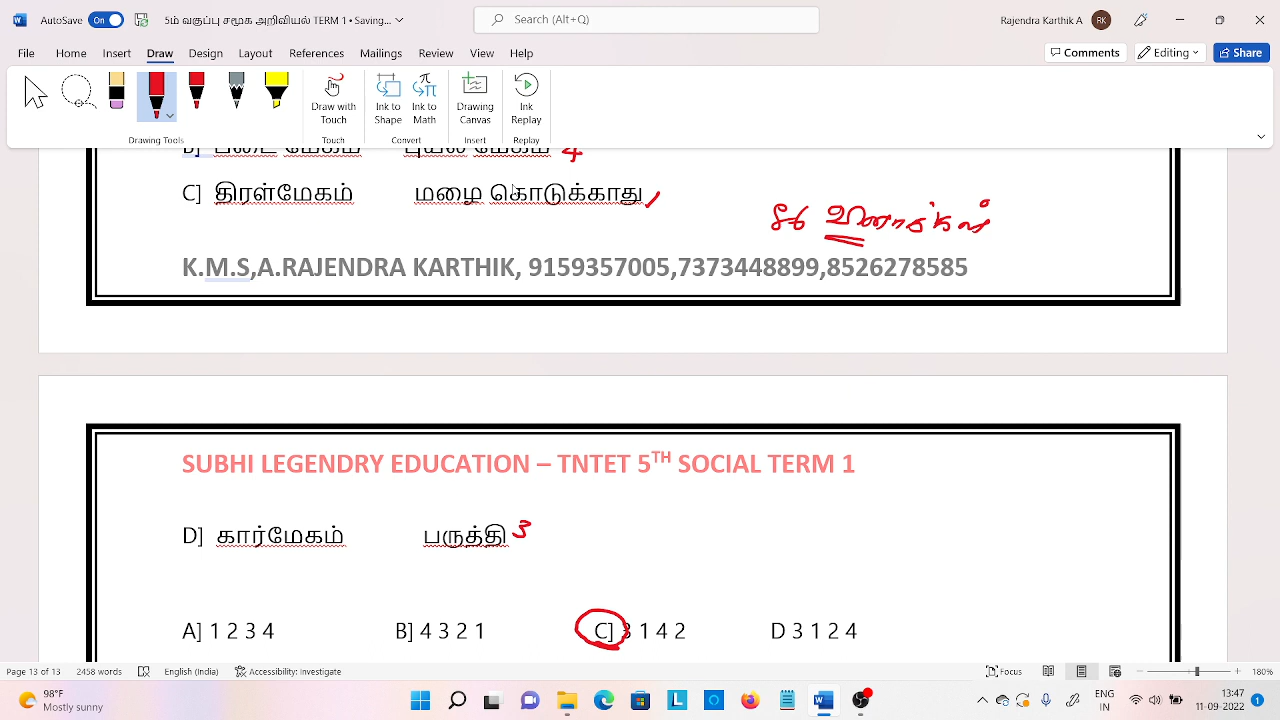 AutoSave On 5ம் வகுப்பு சமூக அறிவியல் TERM 1 • Saving... Search (Alt+Q) Rajendra Karthik A RK
File Home Insert Draw Design Layout References Mailings Review View Help Comments Editing Share
Draw with Touch Ink to Shape Ink to Math Drawing Canvas Ink Replay
Drawing Tools Touch Convert Insert Replay
4
C] திரள்மேகம் மழை கொடுக்காது 1
86 வினாக்கள்
K.M.S,A.RAJENDRA KARTHIK, 9159357005,7373448899,8526278585
SUBHI LEGENDRY EDUCATION – TNTET 5TH SOCIAL TERM 1
D] கார்மேகம் பருத்தி 3
A] 1 2 3 4 B] 4 3 2 1 C] 3 1 4 2 D 3 1 2 4
Page 13 of 13 2458 words English (India) Accessibility: Investigate Focus 180%
98°F Mostly sunny ENG IN 13:47 11-09-2022